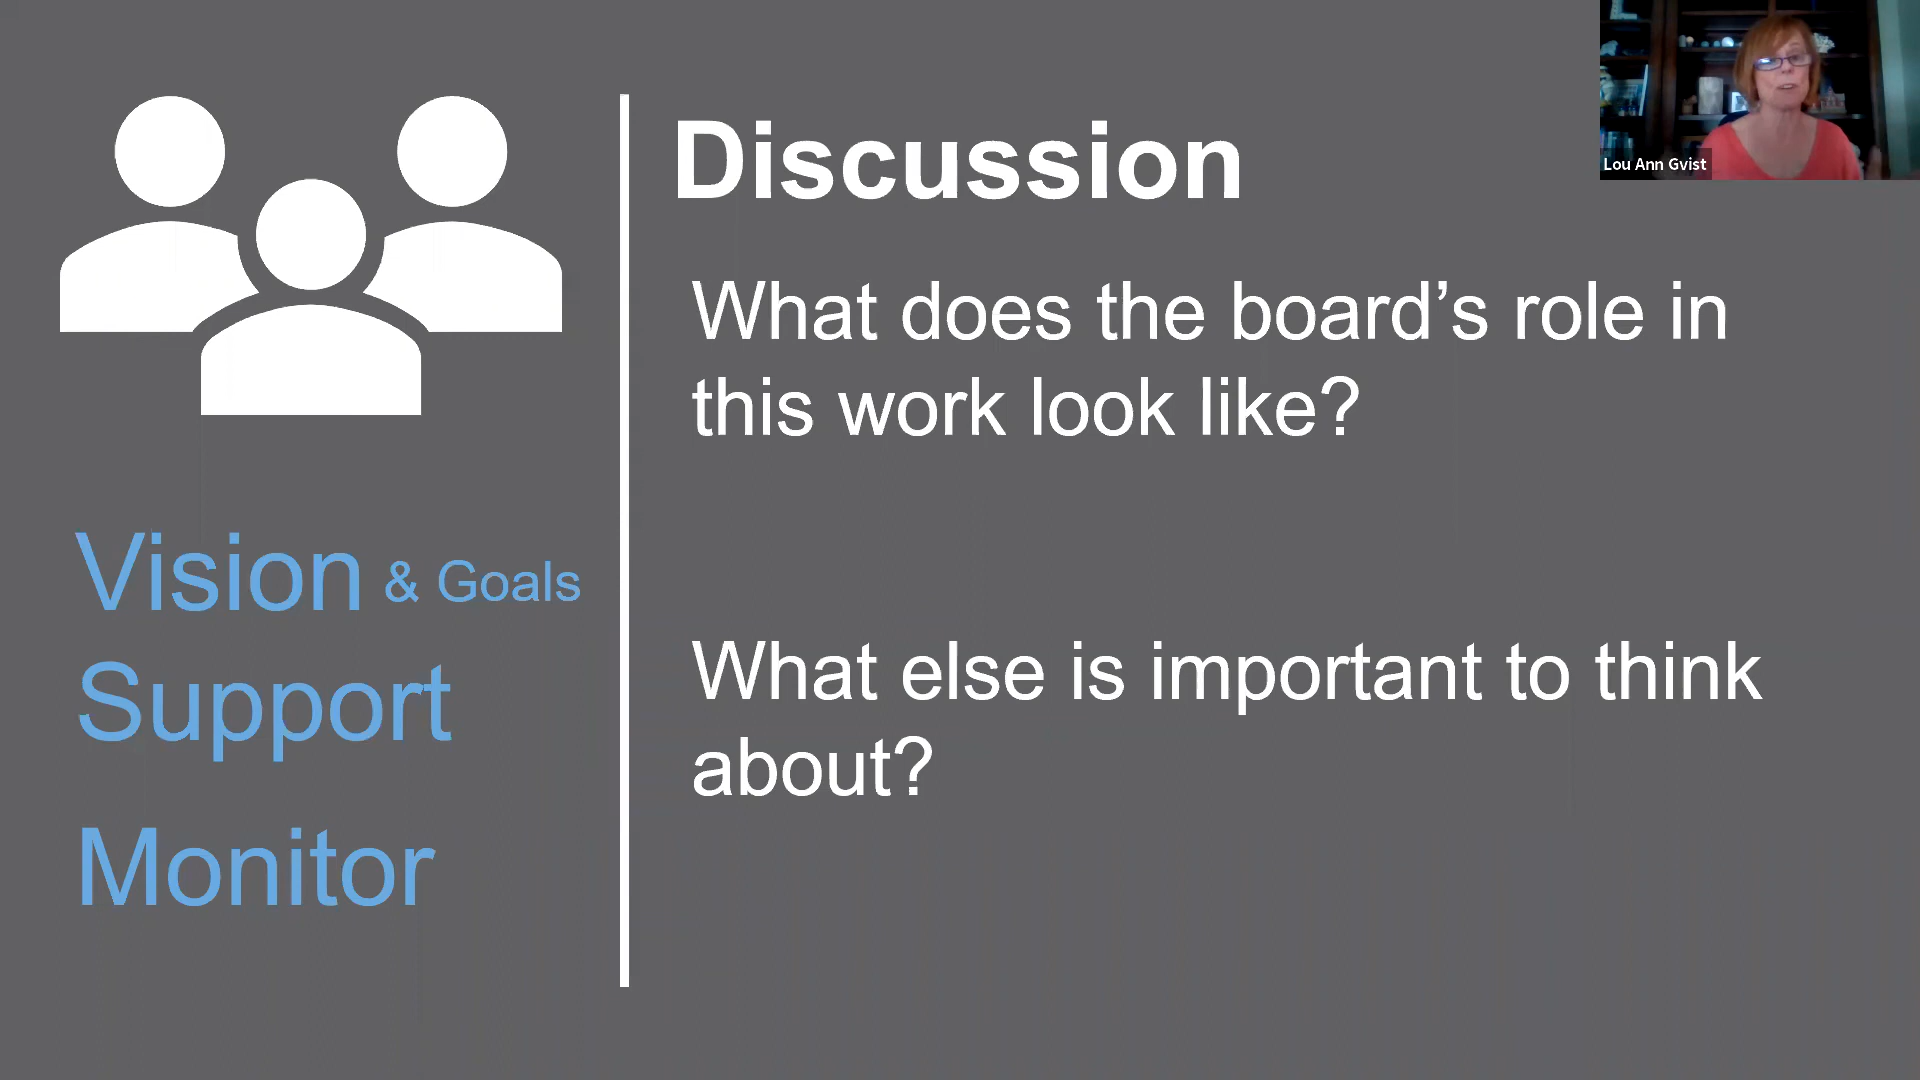 Discussion
What does the board’s role in
this work look like?
What else is important to think
about?
Vision & Goals
Support
Monitor
Lou Ann Gvist